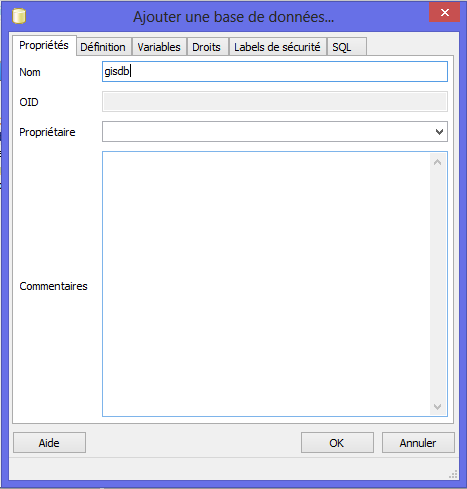 Ajouter une base de données...
Propriétés Définition Variables Droits Labels de sécurité SQL
Nom gisdb
OID
Propriétaire
Commentaires
Aide OK Annuler